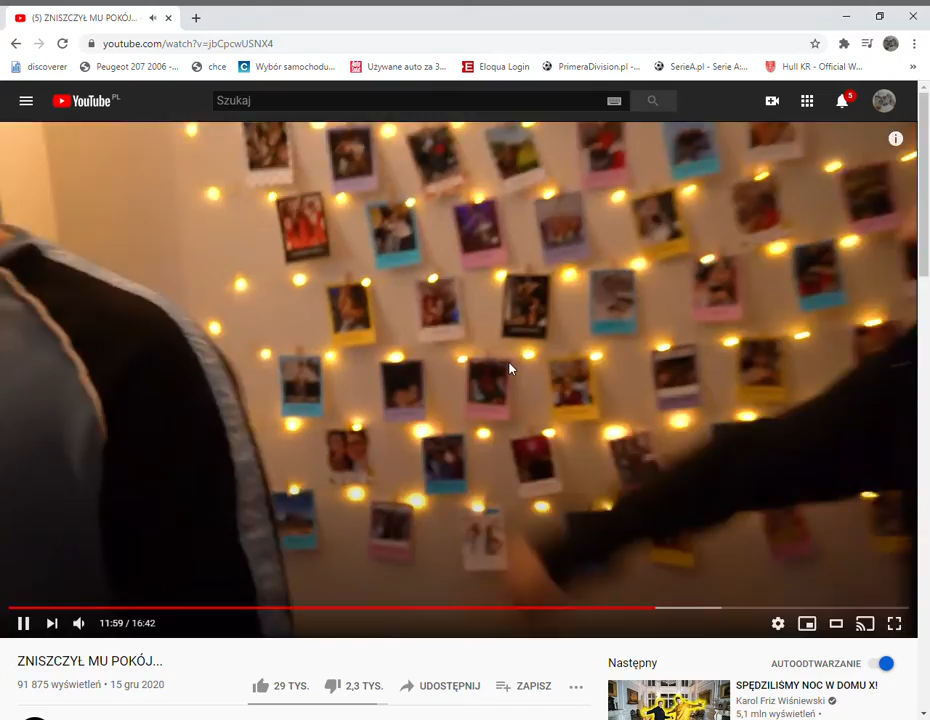 (5) ZNISZCZYŁ MU POKÓJ...
youtube.com/watch?v=jbCpcwUSNX4
discoverer
Peugeot 207 2006 -...
chce
Wybór samochodu...
Uzywane auto za 3...
Eloqua Login
PrimeraDivision.pl -...
SerieA.pl - Serie A:...
Hull KR - Official W...
»
YouTube PL
Szukaj
5
11:59 / 16:42
ZNISZCZYŁ MU POKÓJ...
91 875 wyświetleń • 15 gru 2020
29 TYS.
2,3 TYS.
UDOSTĘPNIJ
ZAPISZ
Następny
AUTOODTWARZANIE
SPĘDZILIŚMY NOC W DOMU X!
Karol Friz Wiśniewski
5,1 mln wyświetleń •